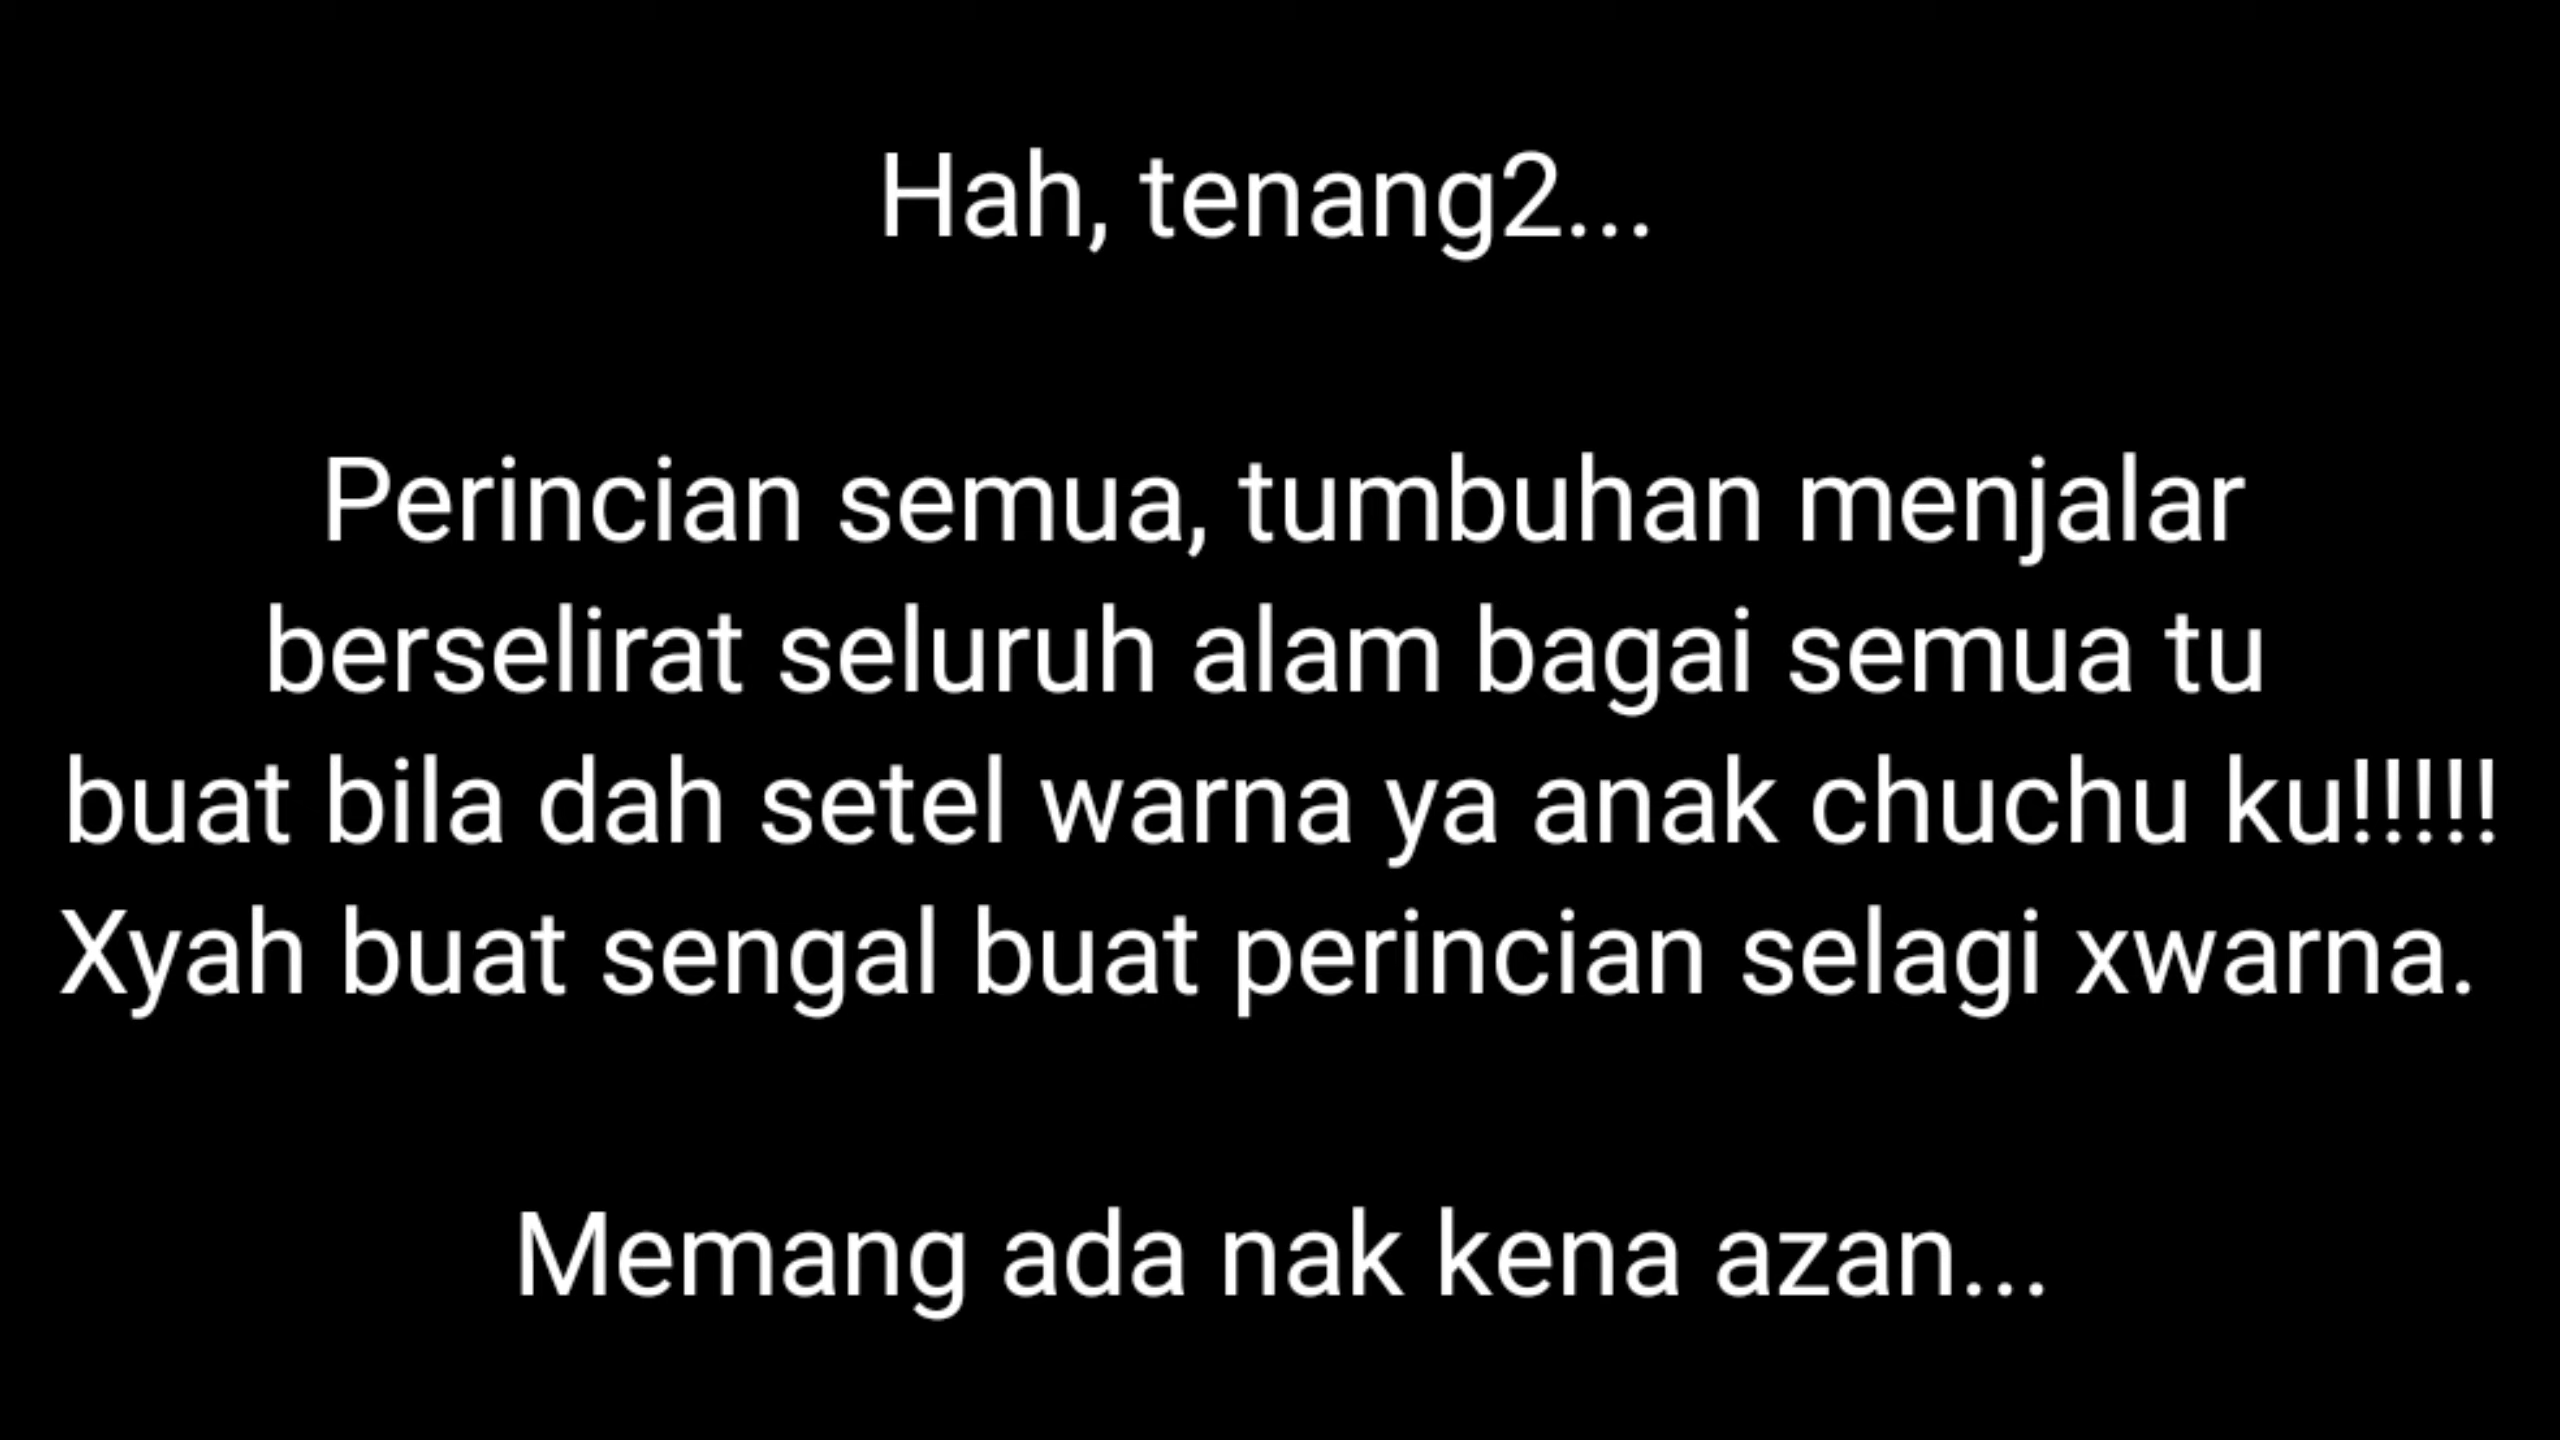 Hah, tenang2...
Perincian semua, tumbuhan menjalar
berselirat seluruh alam bagai semua tu
buat bila dah setel warna ya anak chuchu ku!!!!!
Xyah buat sengal buat perincian selagi xwarna.
Memang ada nak kena azan...